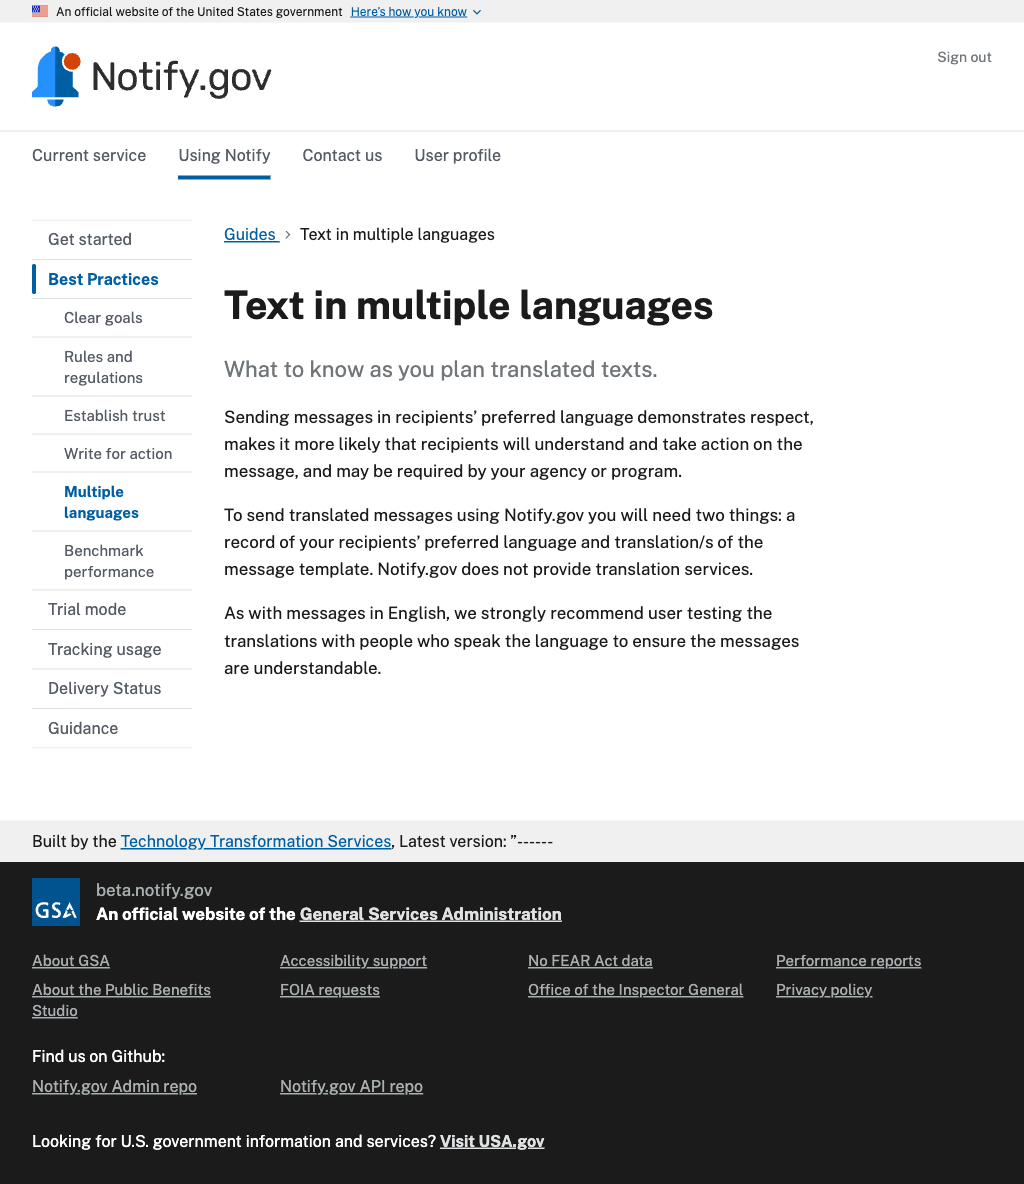 An official website of the United States government Here's how you know
Notify.gov
Sign out
Current service Using Notify Contact us User profile
Get started
Best Practices
Clear goals
Rules and
regulations
Establish trust
Write for action
Multiple
languages
Benchmark
performance
Trial mode
Tracking usage
Delivery Status
Guidance
Guides Text in multiple languages
Text in multiple languages
What to know as you plan translated texts.
Sending messages in recipients’ preferred language demonstrates respect,
makes it more likely that recipients will understand and take action on the
message, and may be required by your agency or program.
To send translated messages using Notify.gov you will need two things: a
record of your recipients’ preferred language and translation/s of the
message template. Notify.gov does not provide translation services.
As with messages in English, we strongly recommend user testing the
translations with people who speak the language to ensure the messages
are understandable.
Built by the Technology Transformation Services, Latest version: ”------
GSA
beta.notify.gov
An official website of the General Services Administration
About GSA
About the Public Benefits
Studio
Accessibility support
FOIA requests
No FEAR Act data
Office of the Inspector General
Performance reports
Privacy policy
Find us on Github:
Notify.gov Admin repo Notify.gov API repo
Looking for U.S. government information and services? Visit USA.gov